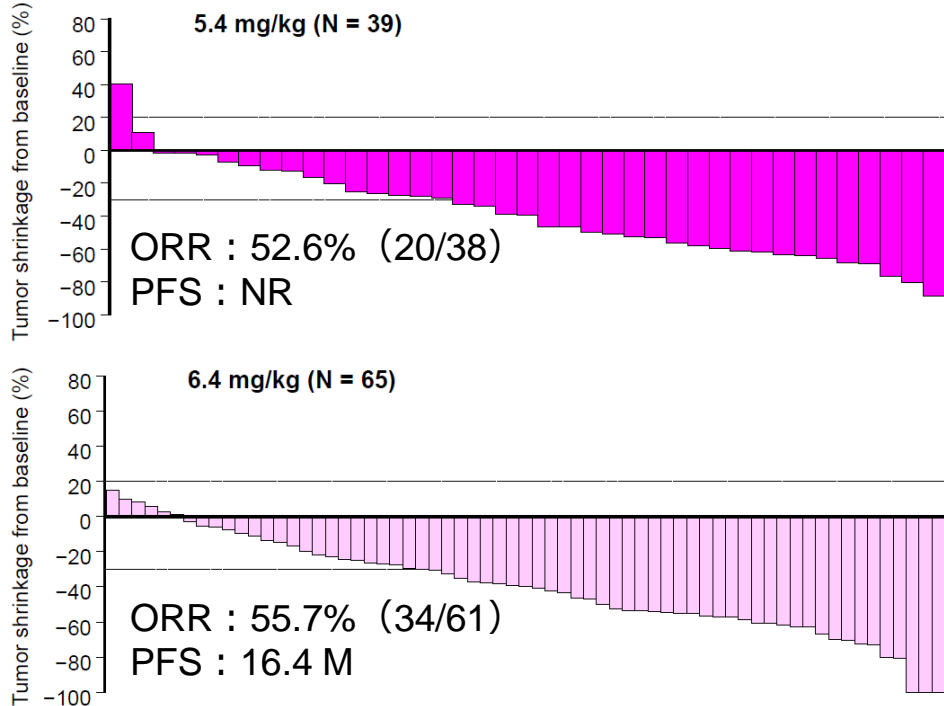 5.4 mg/kg (N = 39)
Tumor shrinkage from baseline (%)
80
60
40
20
0
−20
−40
−60
−80
−100
ORR：52.6%（20/38）
PFS：NR
6.4 mg/kg (N = 65)
Tumor shrinkage from baseline (%)
80
60
40
20
0
−20
−40
−60
−80
−100
ORR：55.7%（34/61）
PFS：16.4 M